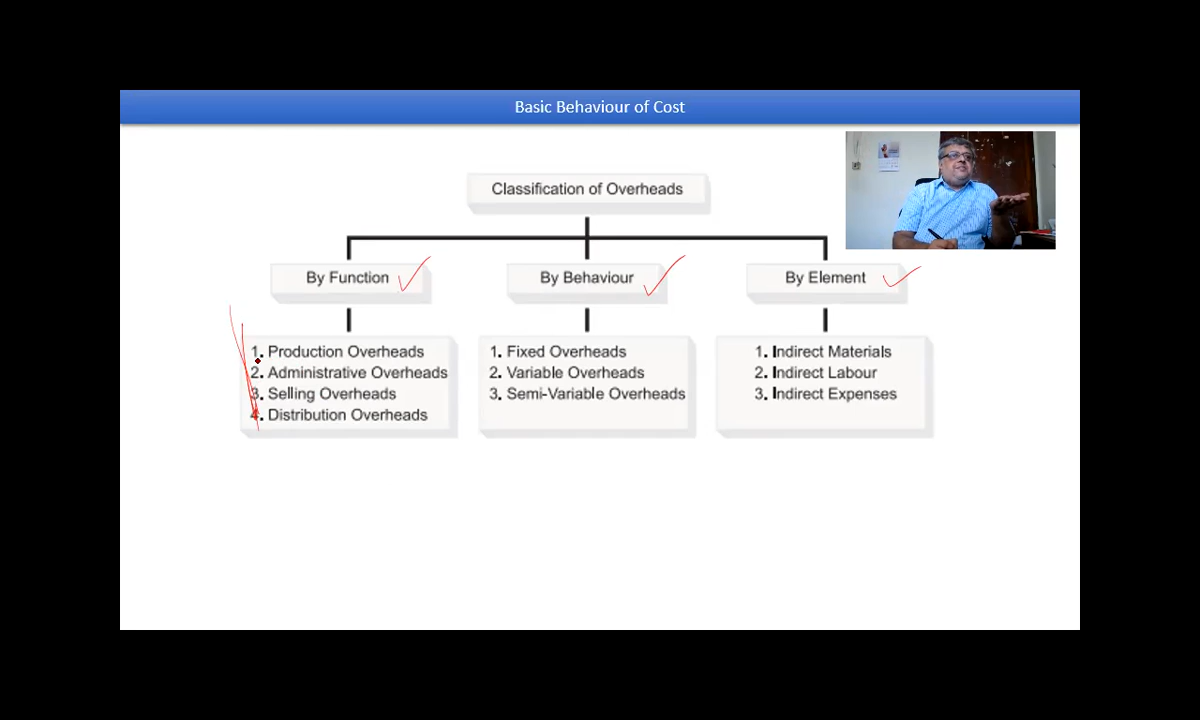 Basic Behaviour of Cost
Classification of Overheads
By Function
By Behaviour
By Element
1. Production Overheads
2. Administrative Overheads
3. Selling Overheads
4. Distribution Overheads
1. Fixed Overheads
2. Variable Overheads
3. Semi-Variable Overheads
1. Indirect Materials
2. Indirect Labour
3. Indirect Expenses